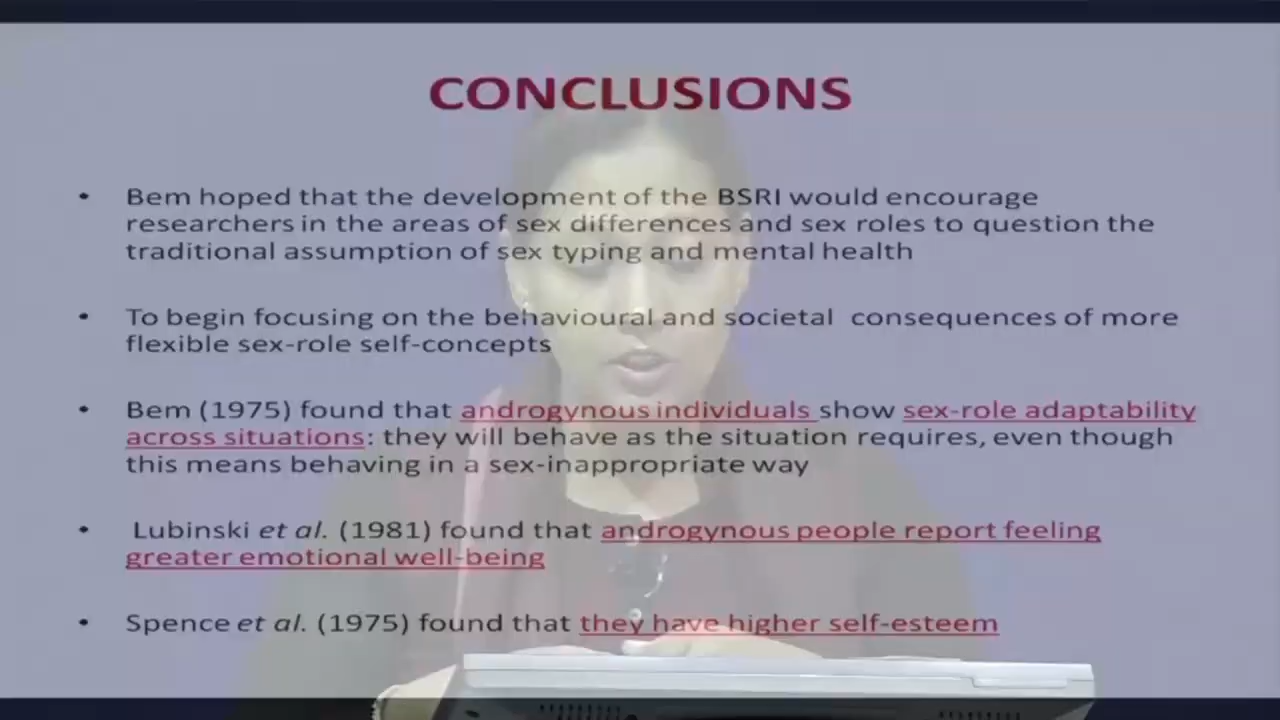 CONCLUSIONS
• Bem hoped that the development of the BSRI would encourage
researchers in the areas of sex differences and sex roles to question the
traditional assumption of sex typing and mental health
• To begin focusing on the behavioural and societal consequences of more
flexible sex-role self-concepts
• Bem (1975) found that androgynous individuals show sex-role adaptability
across situations: they will behave as the situation requires, even though
this means behaving in a sex-inappropriate way
• Lubinski et al. (1981) found that androgynous people report feeling
greater emotional well-being
• Spence et al. (1975) found that they have higher self-esteem